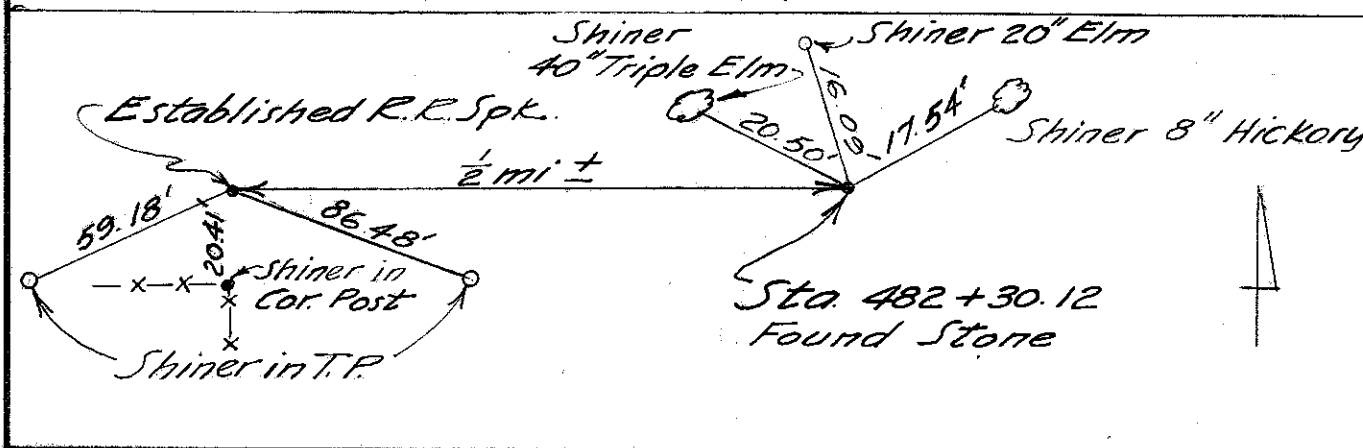 Shiner
40" Triple Elm
Shiner 20" Elm
Established R.R. Spk.
20.50'
16.09'
17.54'
Shiner 8" Hickory
½ mi ±
59.18'
20.41
86.48'
Shiner in
Cor. Post
Sta. 482+30.12
Found Stone
Shiner in T.P.